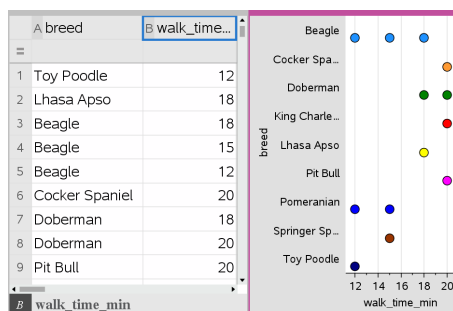 A breed B walk_time...
=
1 Toy Poodle 12
2 Lhasa Apso 18
3 Beagle 18
4 Beagle 15
5 Beagle 12
6 Cocker Spaniel 20
7 Doberman 18
8 Doberman 20
9 Pit Bull 20
B walk_time_min
breed
Beagle
Cocker Spa...
Doberman
King Charle...
Lhasa Apso
Pit Bull
Pomeranian
Springer Sp...
Toy Poodle
12 14 16 18 20
walk_time_min